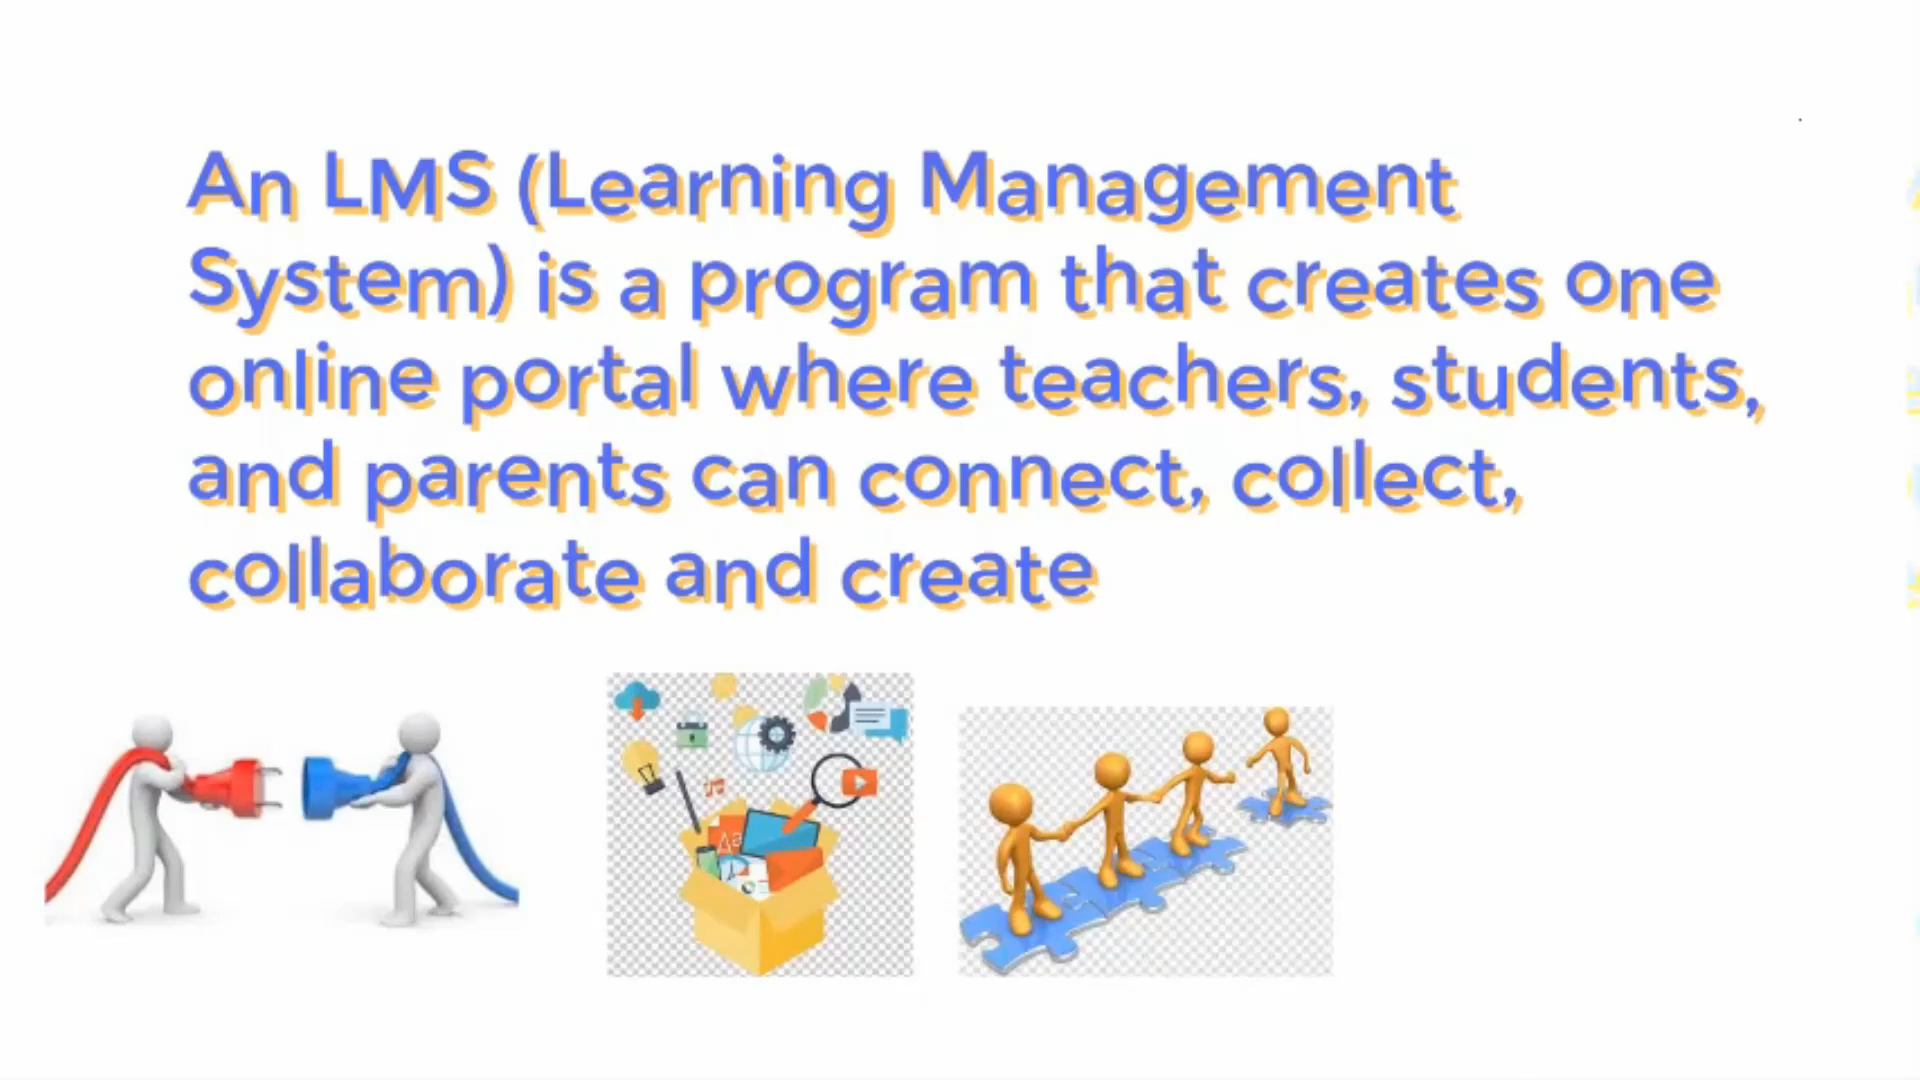 An LMS (Learning Management
System) is a program that creates one
online portal where teachers, students,
and parents can connect, collect,
collaborate and create
Aa